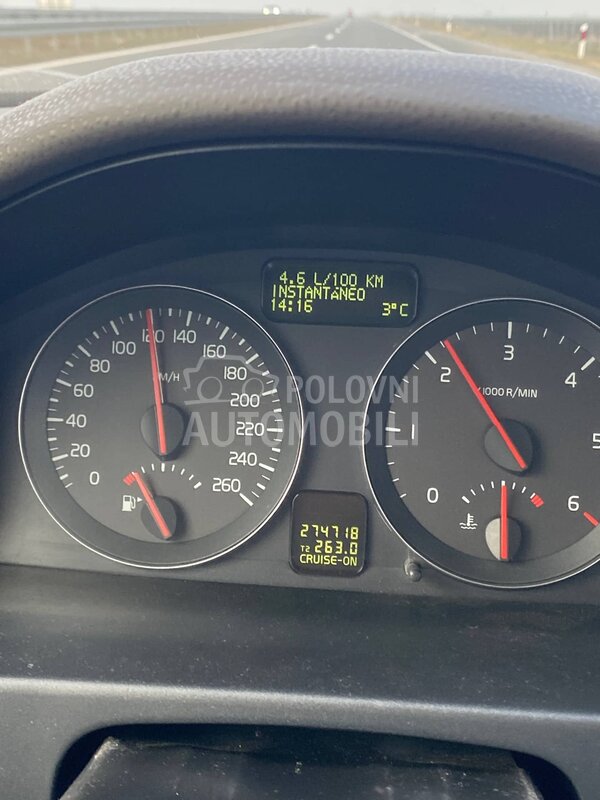 4.6 L/100 KM
INSTANTÁNEO
14:16 3°C
0 20 40 60 80 100 120 140 160 180 200 220 240 260
KM/H
0 1 2 3 4 5 6
X1000 R/MIN
POLOVNI
AUTOMOBILI
274718
T2 263.0
CRUISE-ON